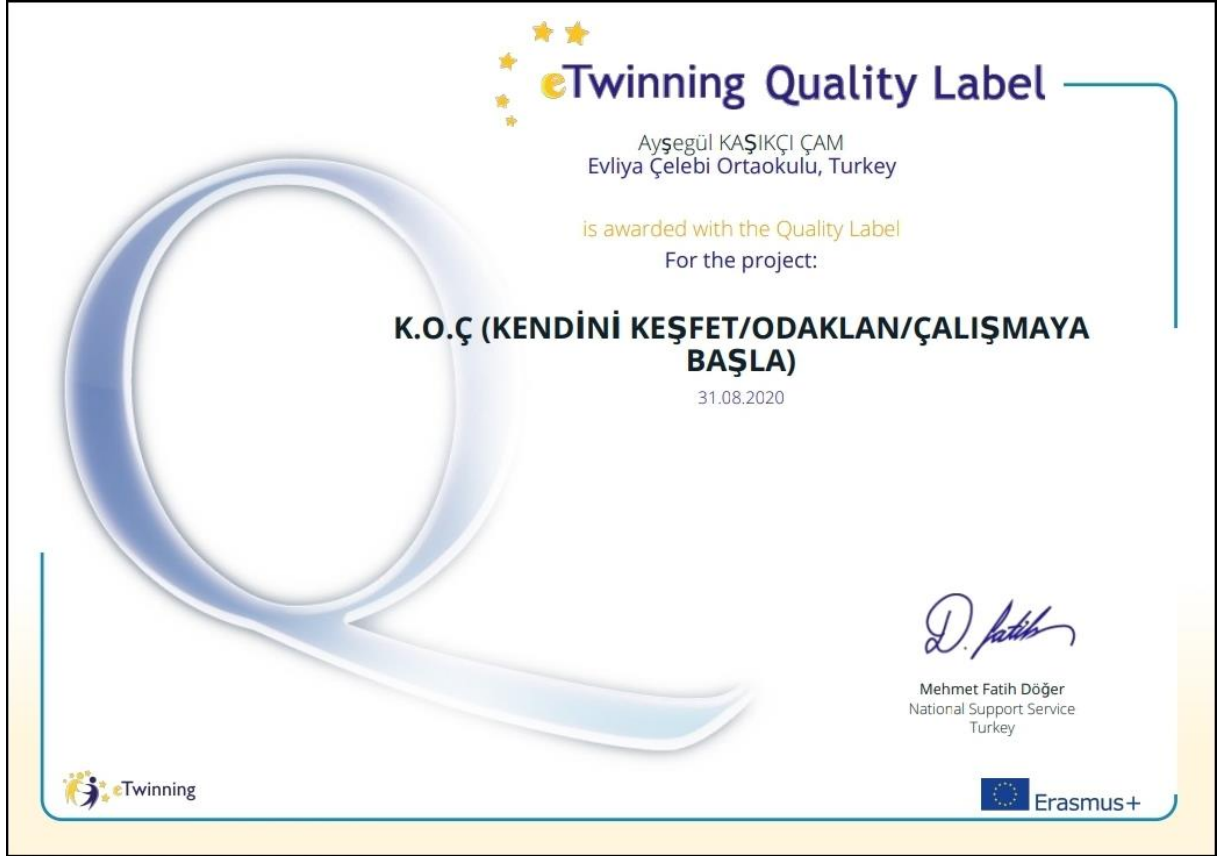 eTwinning Quality Label
Ayşegül KAŞIKÇI ÇAM
Evliya Çelebi Ortaokulu, Turkey
is awarded with the Quality Label
For the project:
K.O.Ç (KENDİNİ KEŞFET/ODAKLAN/ÇALIŞMAYA
BAŞLA)
31.08.2020
D. fatih
Mehmet Fatih Döğer
National Support Service
Turkey
eTwinning
Erasmus+